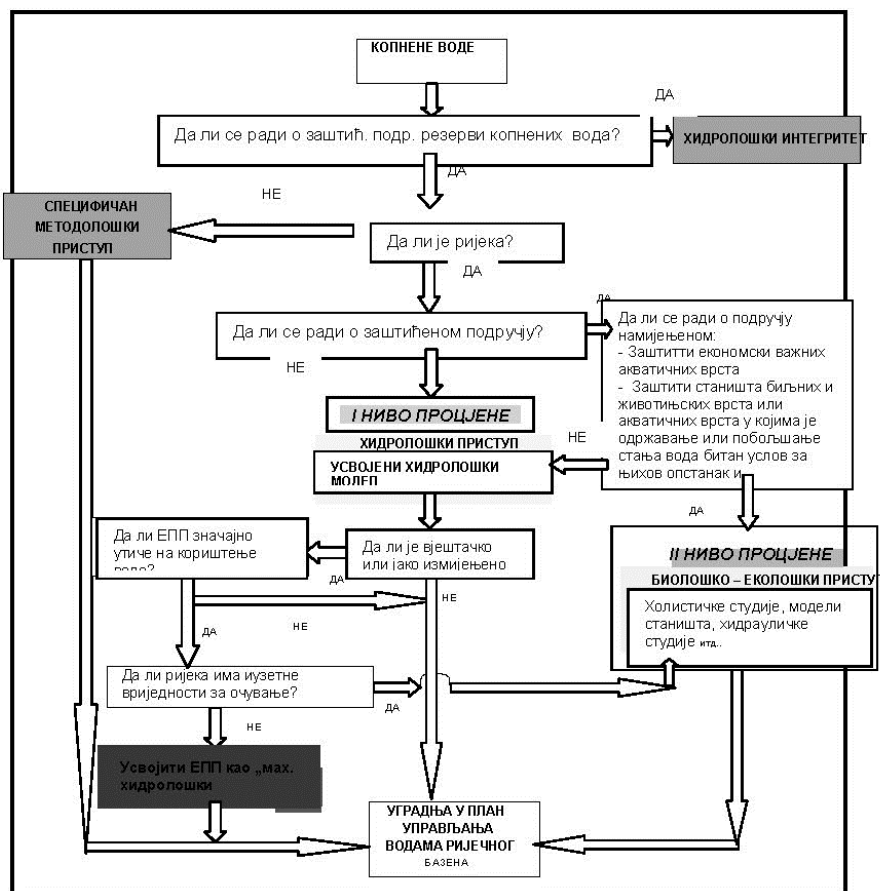 КОПНЕНЕ ВОДЕ
ДА
Да ли се ради о заштић. подр. резерви копнених вода?
ХИДРОЛОШКИ ИНТЕГРИТЕТ
ДА
НЕ
СПЕЦИФИЧАН
МЕТОДОЛОШКИ
ПРИСТУП
Да ли је ријека?
ДА
ДА
Да ли се ради о заштићеном подручју?
Да ли се ради о подручју
намијењеном:
- Заштитти економски важних
акватичних врста
- Заштити станишта биљних и
животињских врста или
акватичних врста у којима је
одржавање или побољшање
стања вода битан услов за
њихов опстанак и
НЕ
I НИВО ПРОЦЈЕНЕ
ХИДРОЛОШКИ ПРИСТУП
НЕ
УСВОЈЕНИ ХИДРОЛОШКИ
ДА
Да ли ЕПП значајно
утиче на кориштење
Да ли је вјештачко
или јако измијењено
ДА
НЕ
II НИВО ПРОЦЈЕНЕ
БИОЛОШКО – ЕКОЛОШКИ ПРИСТУ
Холистичке студије, модели
станишта, хидрауличке
студије итд..
НЕ
ДА
Да ли ријека има иузетне
вриједности за очување?
ДА
НЕ
Усвојити ЕПП као „мах.
хидролошки
УГРАДЊА У ПЛАН
УПРАВЉАЊА
ВОДАМА РИЈЕЧНОГ
БАЗЕНА